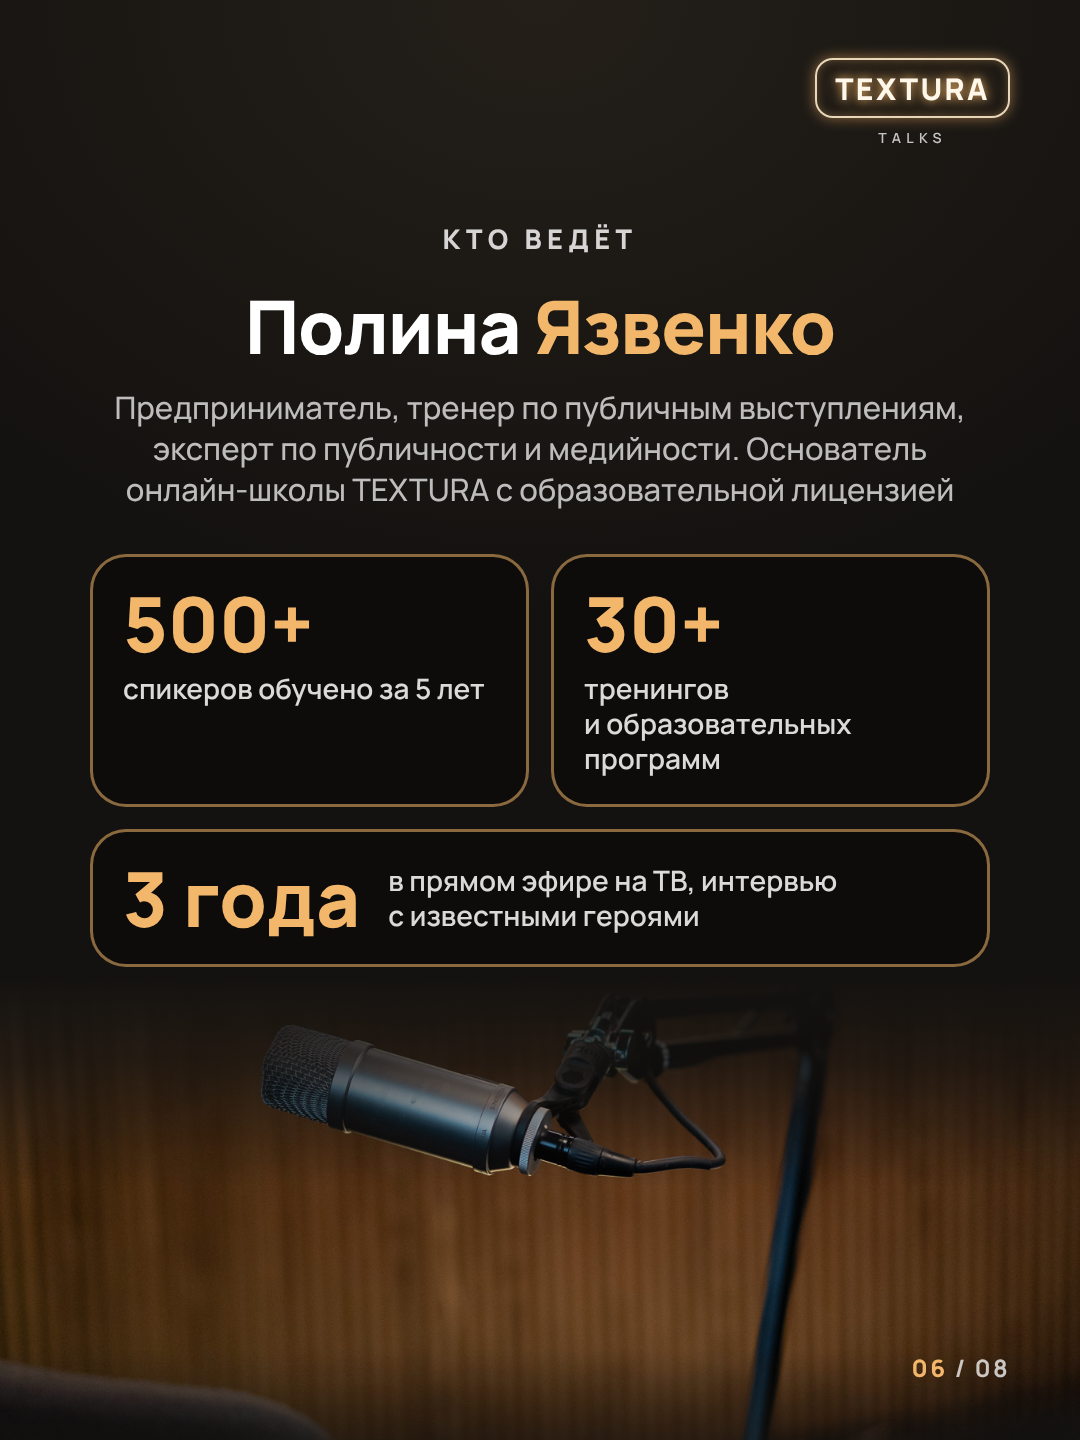 TEXTURA
TALKS
КТО ВЕДЁТ
Полина Язвенко
Предприниматель, тренер по публичным выступлениям,
эксперт по публичности и медийности. Основатель
онлайн-школы TEXTURA с образовательной лицензией
500+
спикеров обучено за 5 лет
30+
тренингов
и образовательных
программ
3 года
в прямом эфире на ТВ, интервью
с известными героями
06 / 08